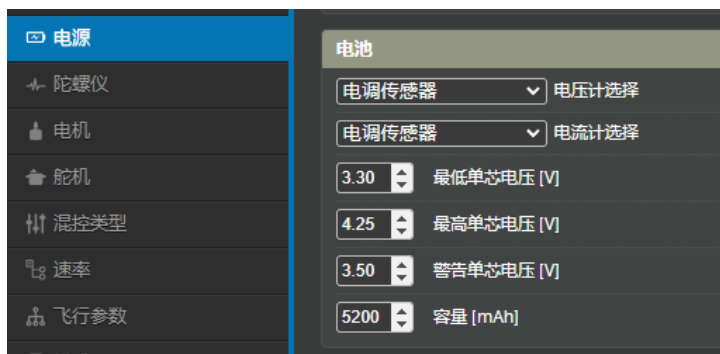 电源
陀螺仪
电机
舵机
混控类型
速率
飞行参数
电池
电调传感器 电压计选择
电调传感器 电流计选择
3.30 最低单芯电压 [V]
4.25 最高单芯电压 [V]
3.50 警告单芯电压 [V]
5200 容量 [mAh]